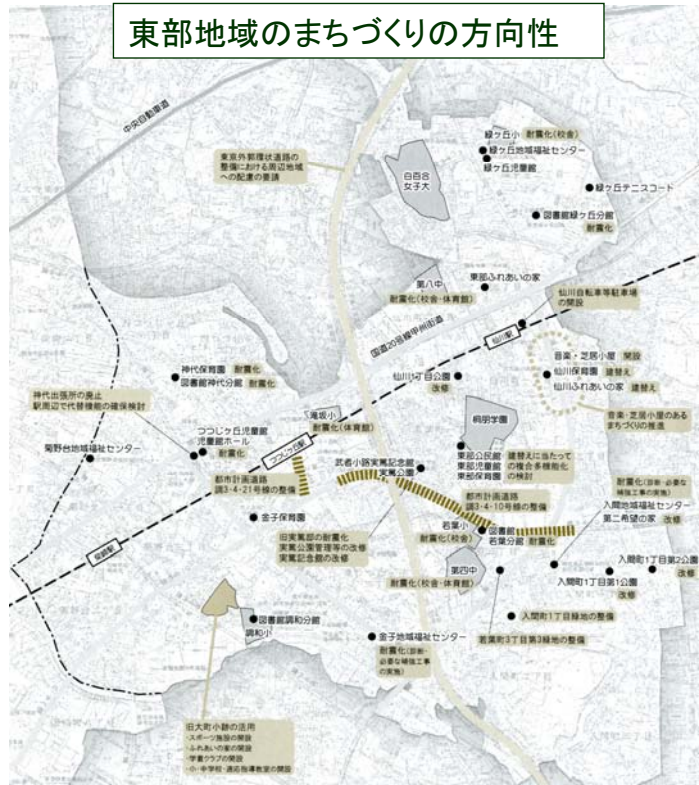 東部地域のまちづくりの方向性
中央自動車道
東京外郭環状道路の
整備における周辺地域
への配慮の要請
白百合
女子大
緑ヶ丘小 耐震化(校舎)
緑ヶ丘地域福祉センター
緑ヶ丘児童館
緑ヶ丘テニスコート
図書館緑ヶ丘分館
耐震化
第八中
耐震化(校舎・体育館)
東部ふれあいの家
仙川自転車等駐車場
の開設
国道20号線甲州街道
仙川駅
音楽・芝居小屋 開設
仙川保育園 建替え
仙川ふれあいの家 建替え
音楽・芝居小屋のある
まちづくりの推進
神代保育園 耐震化
図書館神代分館 耐震化
仙川1丁目公園
改修
神代出張所の廃止
駅周辺で代替機能の確保検討
滝坂小
耐震化(体育館)
桐朋学園
つつじヶ丘児童館
児童館ホール
耐震化
菊野台地域福祉センター
つつじヶ丘駅
東部公民館
東部児童館
東部保育園
建替えに当たって
の複合多機能化
の検討
武者小路実篤記念館
実篤公園
耐震化(診断・必要な
補強工事の実施)
入間地域福祉センター
第二希望の家 改修
都市計画道路
調3・4・21号線の整備
都市計画道路
調3・4・10号線の整備
金子保育園
旧実篤邸の耐震化
実篤公園管理等の改修
実篤記念館の改修
若葉小
耐震化(校舎)
図書館
若葉分館 耐震化
柴崎駅
第四中
耐震化(校舎・体育館)
入間町1丁目第2公園
改修
入間町1丁目第1公園
改修
入間町1丁目緑地の整備
若葉町3丁目第3緑地の整備
図書館調和分館
調和小
金子地域福祉センター
耐震化(診断・
必要な補強工事
の実施)
旧大町小跡の活用
・スポーツ施設の開設
・ふれあいの家の開設
・学童クラブの開設
・小・中学校・適応指導教室の開設